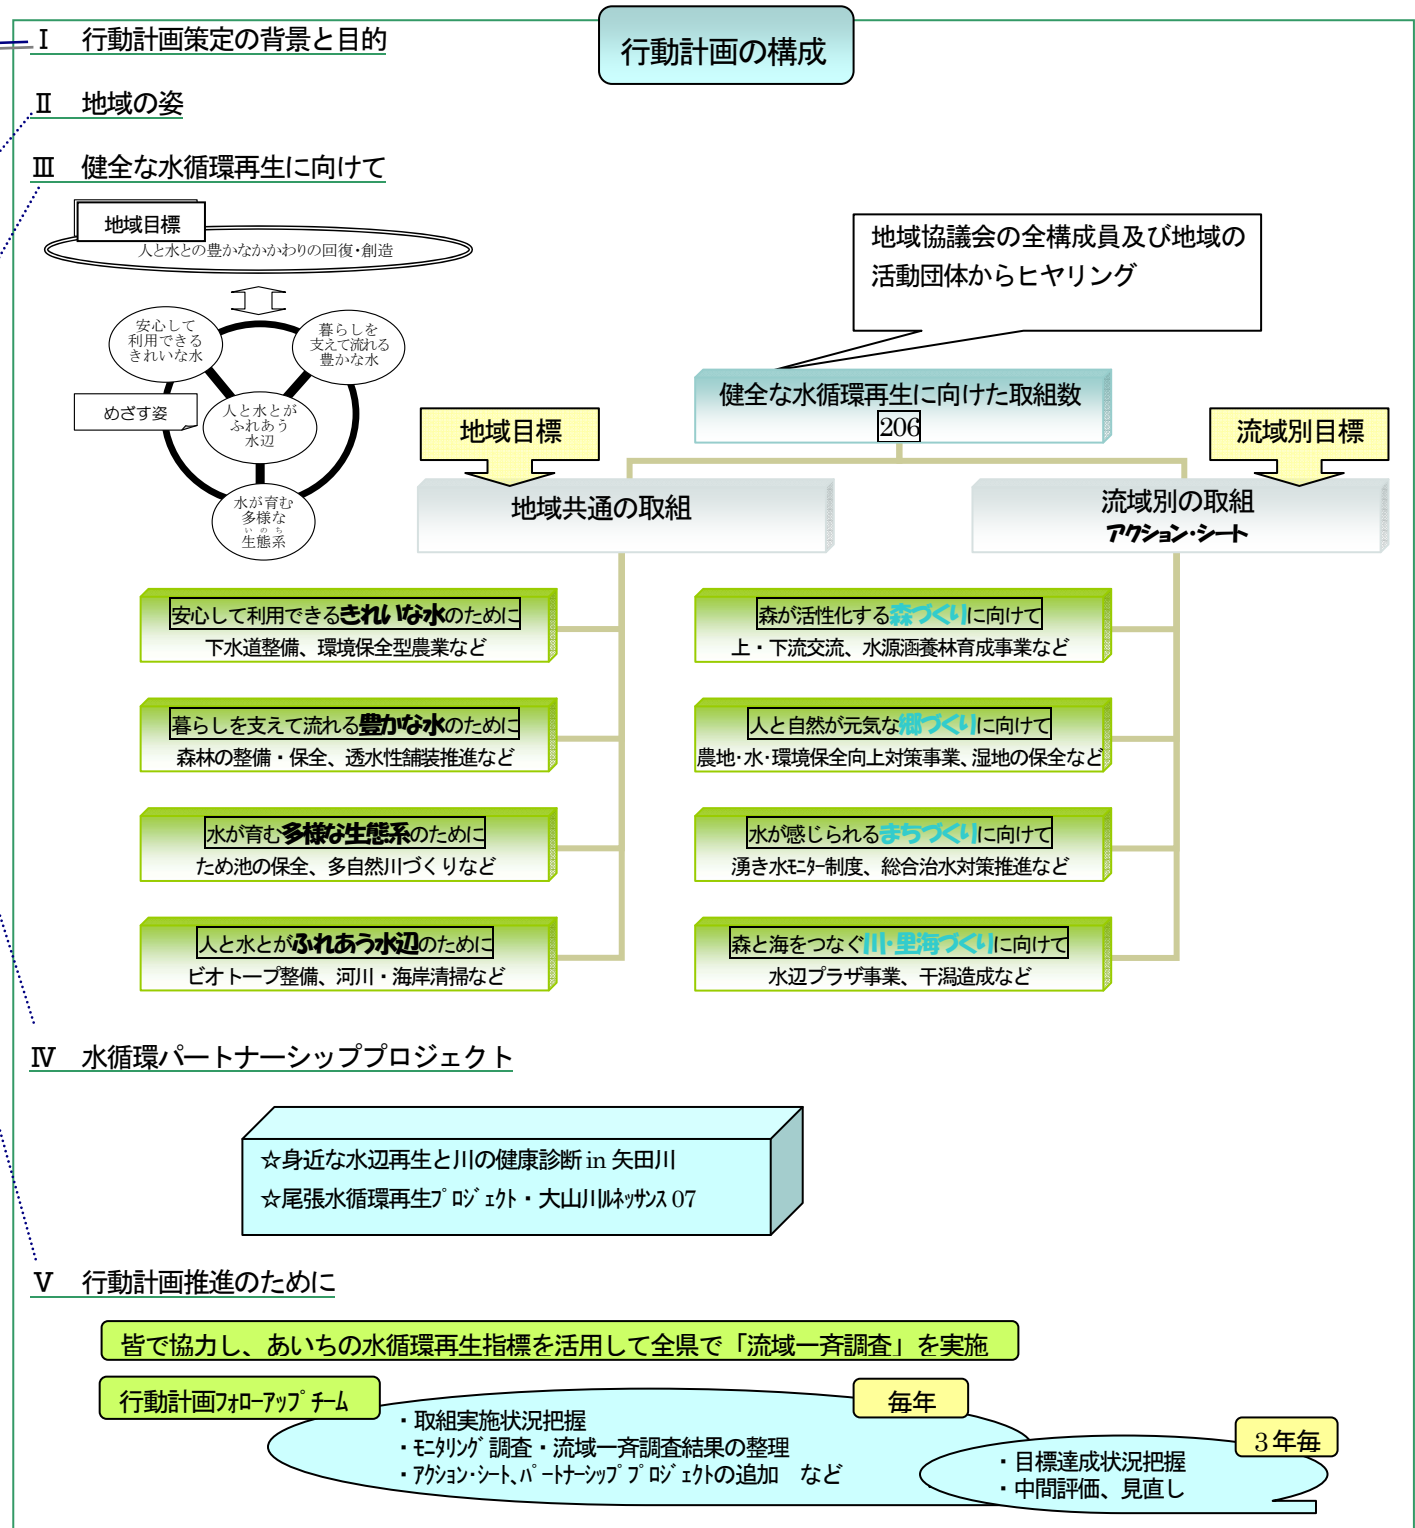 行動計画の構成
Ⅰ　行動計画策定の背景と目的
Ⅱ　地域の姿
Ⅲ　健全な水循環再生に向けて
地域目標
人と水との豊かなかかわりの回復・創造
安心して
利用できる
きれいな水
暮らしを
支えて流れる
豊かな水
めざす姿
人と水とが
ふれあう
水辺
水が育む
多様な
いのち
生態系
地域協議会の全構成員及び地域の
活動団体からヒヤリング
健全な水循環再生に向けた取組数
206
地域目標
流域別目標
地域共通の取組
流域別の取組
アクション・シート
安心して利用できるきれいな水のために
下水道整備、環境保全型農業など
暮らしを支えて流れる豊かな水のために
森林の整備・保全、透水性舗装推進など
水が育む多様な生態系のために
ため池の保全、多自然川づくりなど
人と水とがふれあう水辺のために
ビオトープ整備、河川・海岸清掃など
森が活性化する森づくりに向けて
上・下流交流、水源涵養林育成事業など
人と自然が元気な郷づくりに向けて
農地・水・環境保全向上対策事業、湿地の保全など
水が感じられるまちづくりに向けて
湧き水ﾓﾆﾀｰ制度、総合治水対策推進など
森と海をつなぐ川・里海づくりに向けて
水辺プラザ事業、干潟造成など
Ⅳ　水循環パートナーシッププロジェクト
☆身近な水辺再生と川の健康診断 in 矢田川
☆尾張水循環再生ﾌﾟﾛｼﾞｪｸﾄ・大山川ﾙﾈｯｻﾝｽ 07
Ⅴ　行動計画推進のために
皆で協力し、あいちの水循環再生指標を活用して全県で「流域一斉調査」を実施
行動計画ﾌｫﾛｰｱｯﾌﾟﾁｰﾑ
毎年
・取組実施状況把握
・ﾓﾆﾀﾘﾝｸﾞ調査・流域一斉調査結果の整理
・ｱｸｼｮﾝ・ｼｰﾄ、ﾊﾟｰﾄﾅｰｼｯﾌﾟﾌﾟﾛｼﾞｪｸﾄの追加　など
3年毎
・目標達成状況把握
・中間評価、見直し